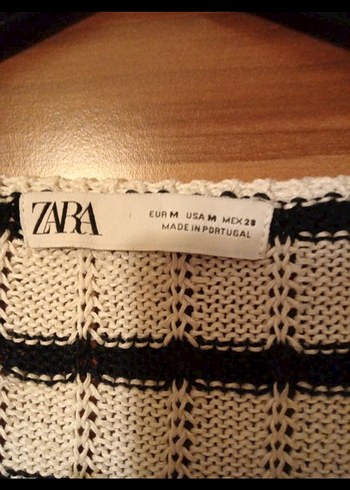 ZARA
EUR M USA M MEX 28
MADE IN PORTUGAL